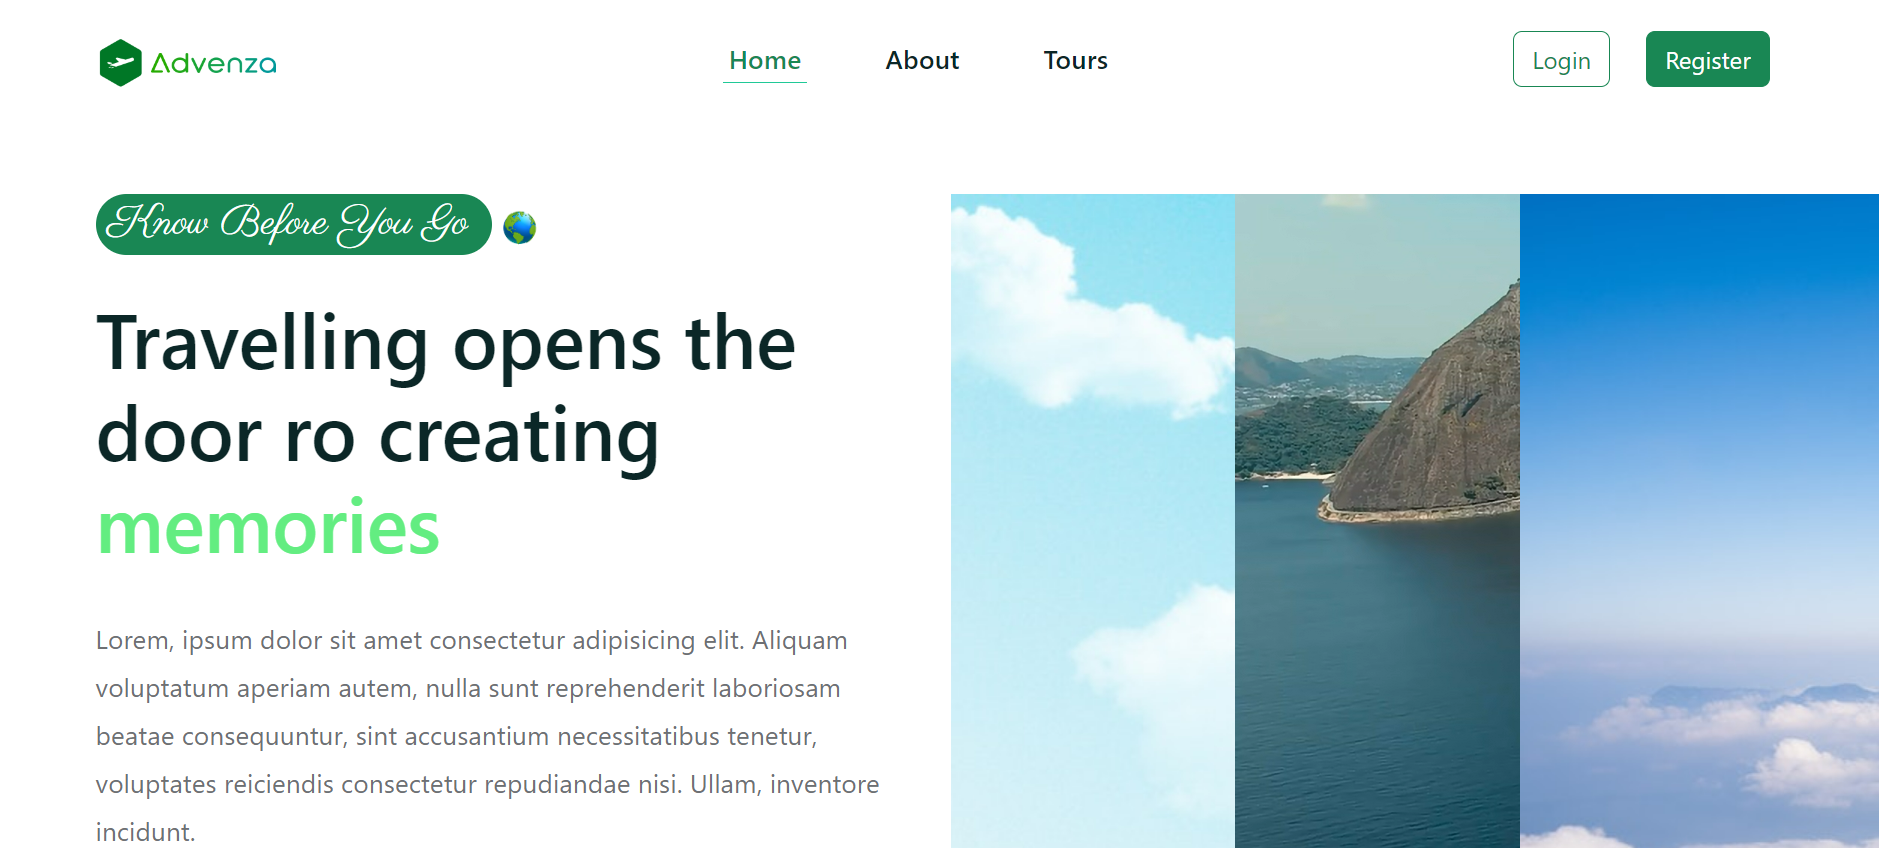 Advenza
Home About Tours
Login Register
Know Before You Go
Travelling opens the
door ro creating
memories
Lorem, ipsum dolor sit amet consectetur adipisicing elit. Aliquam
voluptatum aperiam autem, nulla sunt reprehenderit laboriosam
beatae consequuntur, sint accusantium necessitatibus tenetur,
voluptates reiciendis consectetur repudiandae nisi. Ullam, inventore
incidunt.